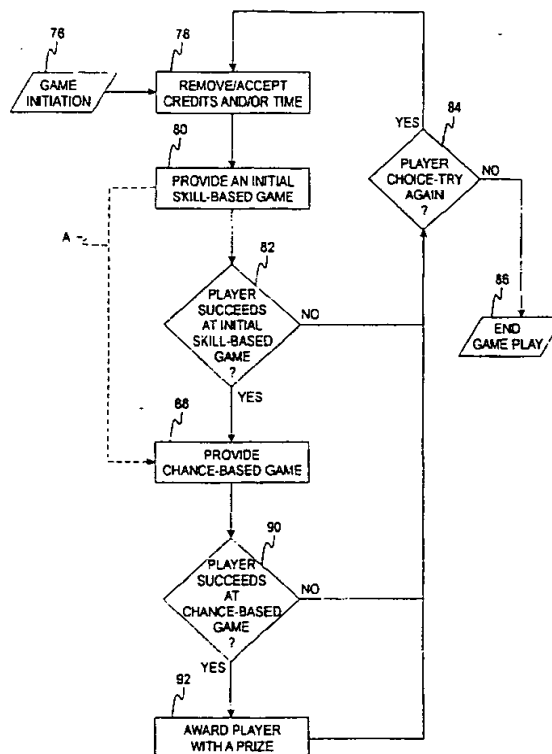 76
GAME
INITIATION
78
REMOVE/ACCEPT
CREDITS AND/OR TIME
80
PROVIDE AN INITIAL
SKILL-BASED GAME
A
82
PLAYER
SUCCEEDS
AT INITIAL
SKILL-BASED
GAME
?
NO
YES
84
YES
PLAYER
CHOICE-TRY
AGAIN
?
NO
86
END
GAME PLAY
88
PROVIDE
CHANCE-BASED GAME
90
PLAYER
SUCCEEDS
AT
CHANCE-BASED
GAME
?
NO
YES
92
AWARD PLAYER
WITH A PRIZE